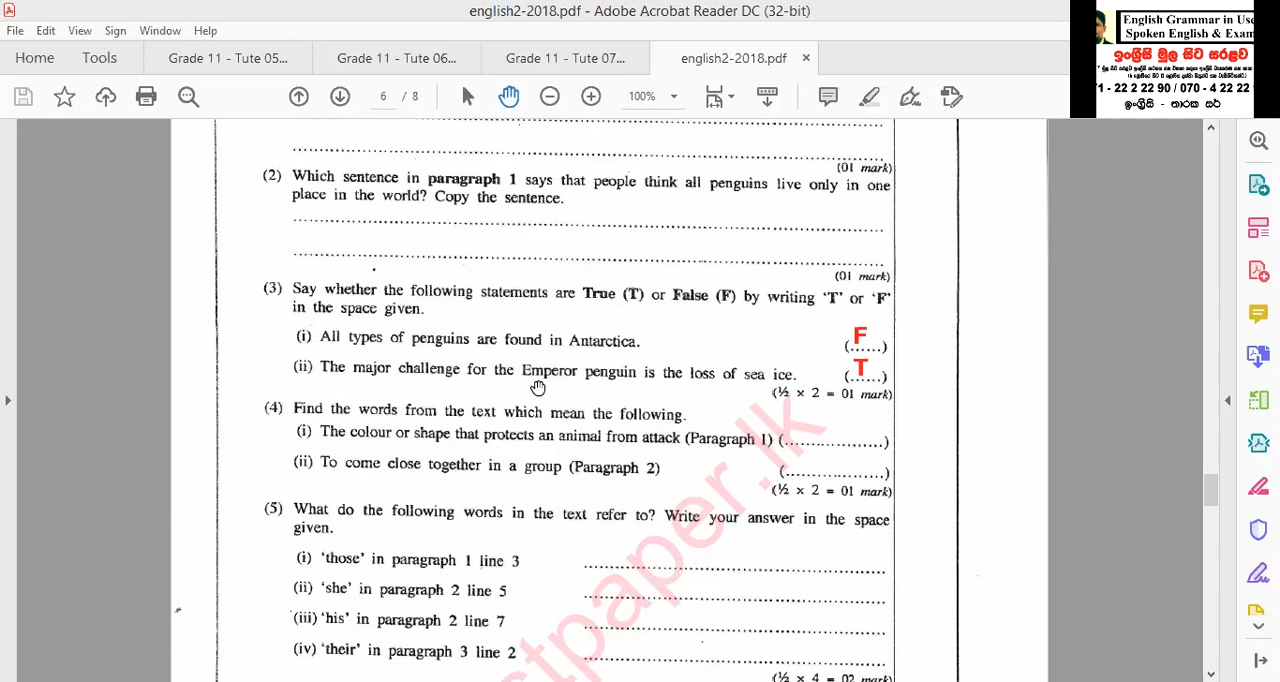 english2-2018.pdf - Adobe Acrobat Reader DC (32-bit)
File Edit View Sign Window Help
Home Tools Grade 11 - Tute 05... Grade 11 - Tute 06... Grade 11 - Tute 07... english2-2018.pdf ×
6 / 8 100%
English Grammar in Use
Spoken English & Exam
ඉංග්‍රීසි මුල සිට සරළව
71 - 22 2 22 90 / 070 - 4 22 22
ඉංග්‍රීසි - තාරක සර්
(01 mark)
(2) Which sentence in paragraph 1 says that people think all penguins live only in one
place in the world? Copy the sentence.
(01 mark)
(3) Say whether the following statements are True (T) or False (F) by writing ‘T’ or ‘F’
in the space given.
(i) All types of penguins are found in Antarctica. (...F...)
(ii) The major challenge for the Emperor penguin is the loss of sea ice. (...T...)
(½ × 2 = 01 mark)
(4) Find the words from the text which mean the following.
(i) The colour or shape that protects an animal from attack (Paragraph 1) (....................)
(ii) To come close together in a group (Paragraph 2) (....................)
(½ × 2 = 01 mark)
(5) What do the following words in the text refer to? Write your answer in the space
given.
(i) ‘those’ in paragraph 1 line 3
(ii) ‘she’ in paragraph 2 line 5
(iii) ‘his’ in paragraph 2 line 7
(iv) ‘their’ in paragraph 3 line 2
(½ × 4 = 02 mark
stpaper.lk